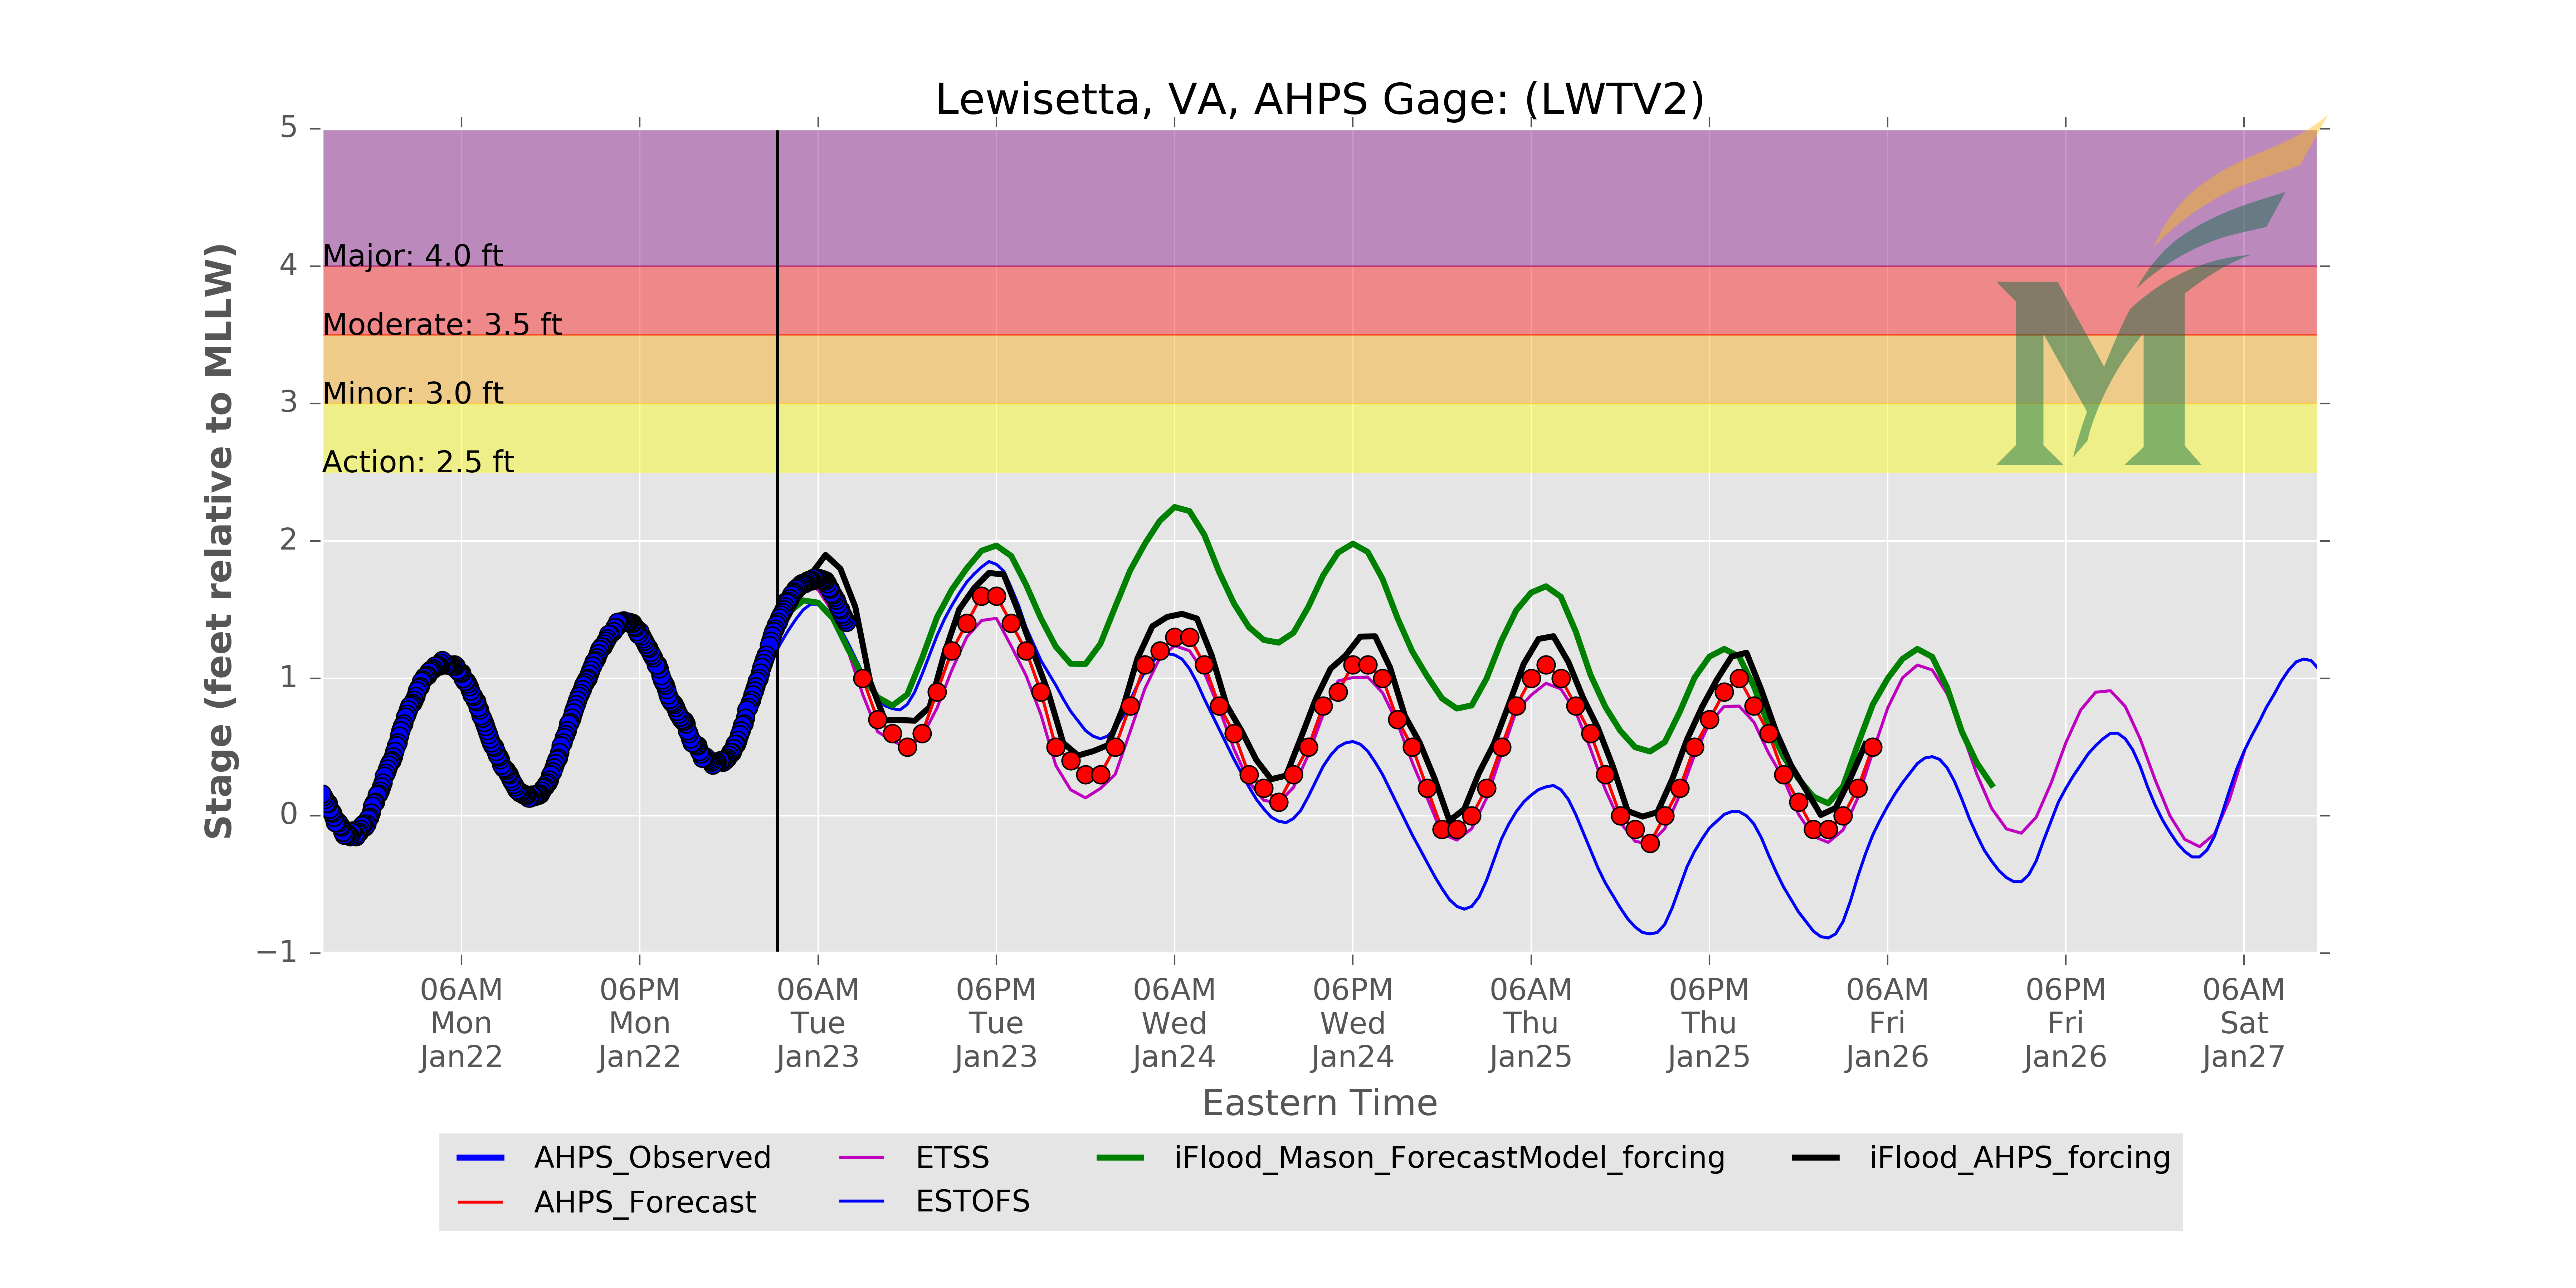 Lewisetta, VA, AHPS Gage: (LWTV2)
Stage (feet relative to MLLW)
5
4
3
2
1
0
−1
Major: 4.0 ft
Moderate: 3.5 ft
Minor: 3.0 ft
Action: 2.5 ft
06AM 06PM 06AM 06PM 06AM 06PM 06AM 06PM 06AM 06PM 06AM
Mon Mon Tue Tue Wed Wed Thu Thu Fri Fri Sat
Jan22 Jan22 Jan23 Jan23 Jan24 Jan24 Jan25 Jan25 Jan26 Jan26 Jan27
Eastern Time
AHPS_Observed ETSS iFlood_Mason_ForecastModel_forcing iFlood_AHPS_forcing
AHPS_Forecast ESTOFS